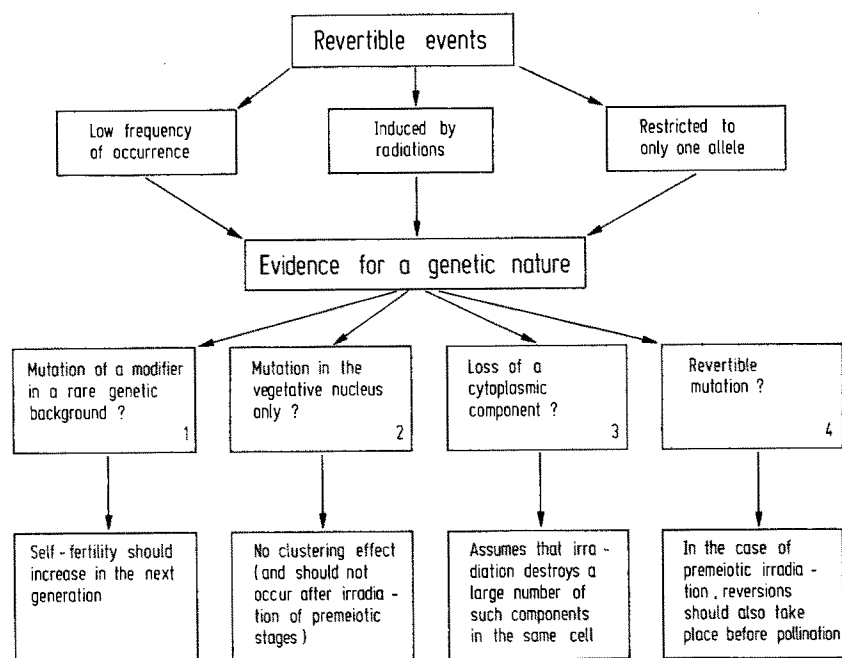 Revertible events
Low frequency
of occurrence
Induced by
radiations
Restricted to
only one allele
Evidence for a genetic nature
Mutation of a modifier
in a rare genetic
background ?
1
Mutation in the
vegetative nucleus
only ?
2
Loss of a
cytoplasmic
component ?
3
Revertible
mutation ?
4
Self - fertility should
increase in the next
generation
No clustering effect
(and should not
occur after irradia -
tion of premeiotic
stages)
Assumes that irra -
diation destroys a
large number of
such components
in the same cell
In the case of
premeiotic irradia -
tion , reversions
should also take
place before pollination